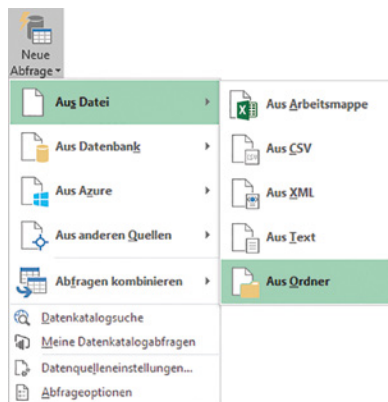 Neue
Abfrage
Aus Datei
Aus Datenbank
Aus Azure
Aus anderen Quellen
Abfragen kombinieren
Datenkatalogsuche
Meine Datenkatalogabfragen
Datenquelleneinstellungen...
Abfrageoptionen
Aus Arbeitsmappe
Aus CSV
Aus XML
Aus Text
Aus Ordner